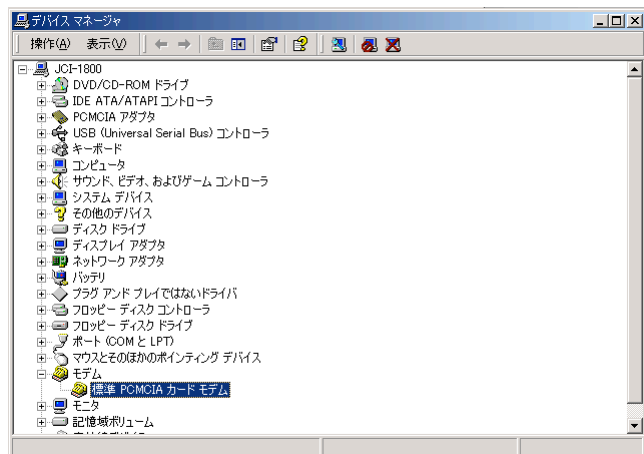 デバイス マネージャ
操作(A) 表示(V)
JCI-1800
DVD/CD-ROM ドライブ
IDE ATA/ATAPI コントローラ
PCMCIA アダプタ
USB (Universal Serial Bus) コントローラ
キーボード
コンピュータ
サウンド、ビデオ、およびゲーム コントローラ
システム デバイス
その他のデバイス
ディスク ドライブ
ディスプレイ アダプタ
ネットワーク アダプタ
バッテリ
プラグ アンド プレイではないドライバ
フロッピー ディスク コントローラ
フロッピー ディスク ドライブ
ポート (COM と LPT)
マウスとそのほかのポインティング デバイス
モデム
標準 PCMCIA カード モデム
モニタ
記憶域ボリューム